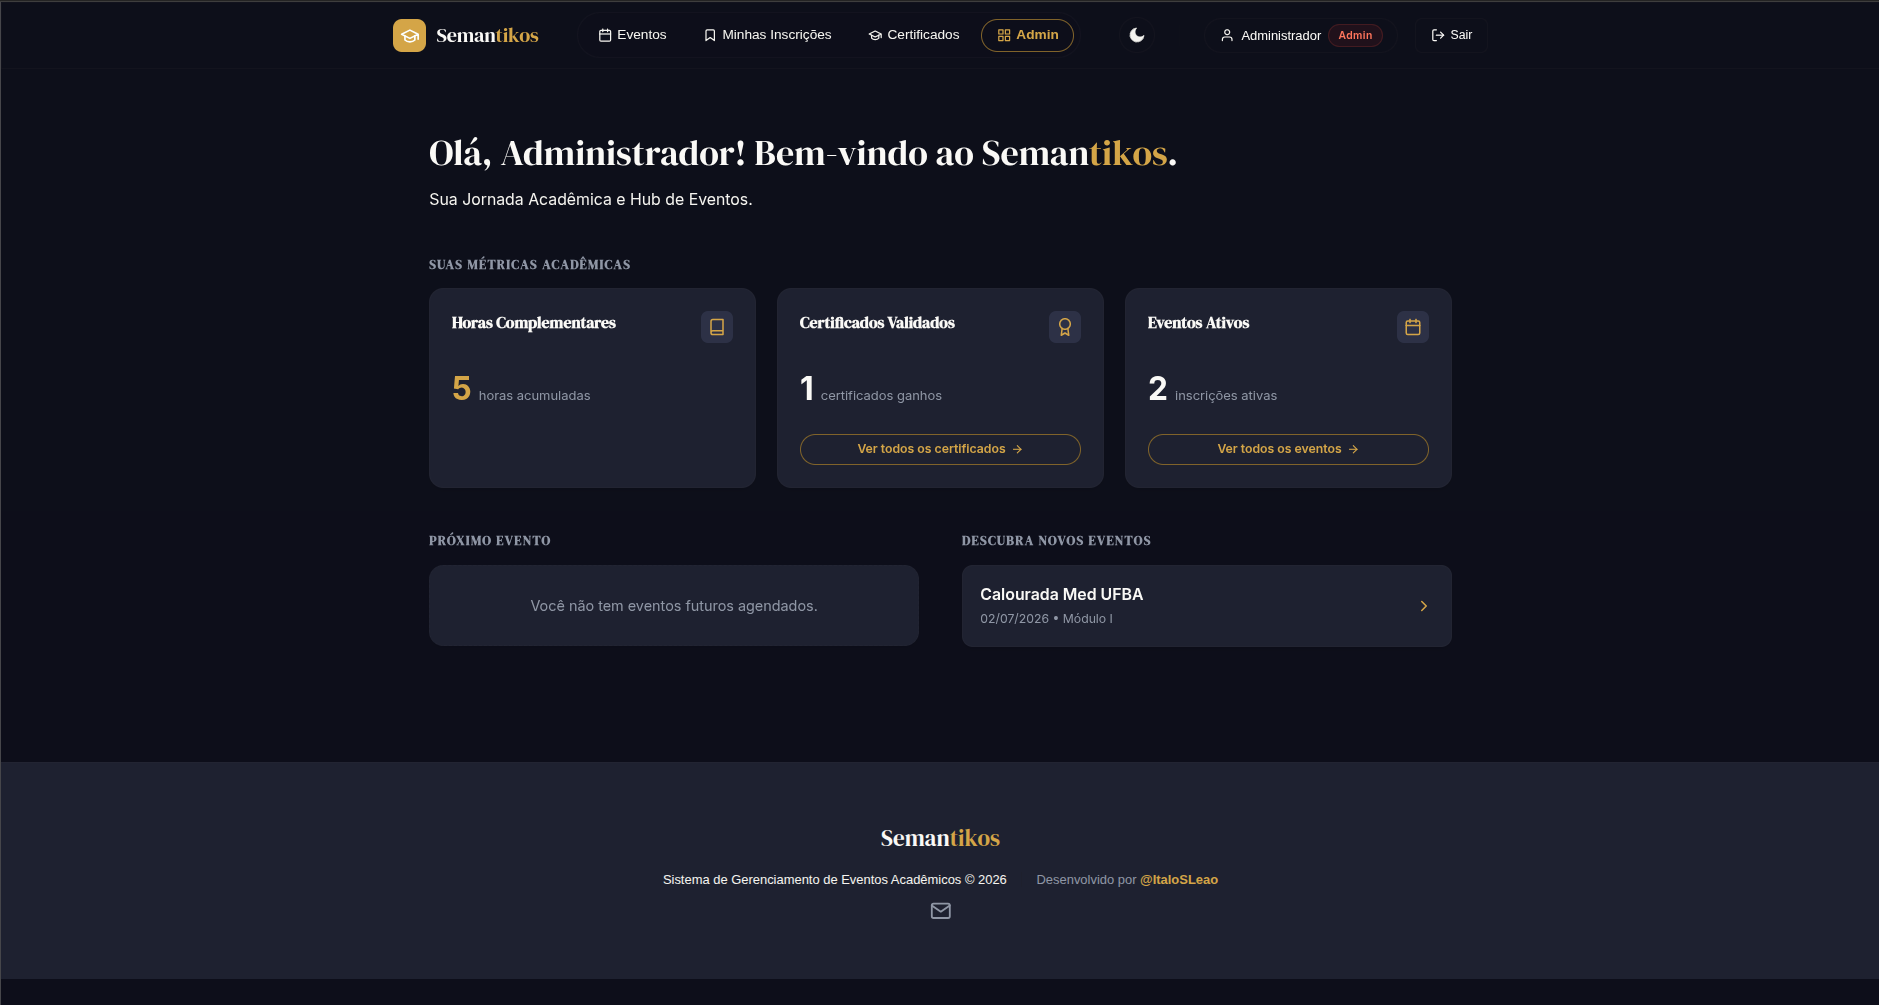 Semantikos
Eventos
Minhas Inscrições
Certificados
Admin
Administrador
Admin
Sair
Olá, Administrador! Bem-vindo ao Semantikos.
Sua Jornada Acadêmica e Hub de Eventos.
SUAS MÉTRICAS ACADÊMICAS
Horas Complementares
5 horas acumuladas
Certificados Validados
1 certificados ganhos
Ver todos os certificados →
Eventos Ativos
2 inscrições ativas
Ver todos os eventos →
PRÓXIMO EVENTO
Você não tem eventos futuros agendados.
DESCUBRA NOVOS EVENTOS
Calourada Med UFBA
02/07/2026 • Módulo I
Semantikos
Sistema de Gerenciamento de Eventos Acadêmicos © 2026
Desenvolvido por @ItaloSLeao